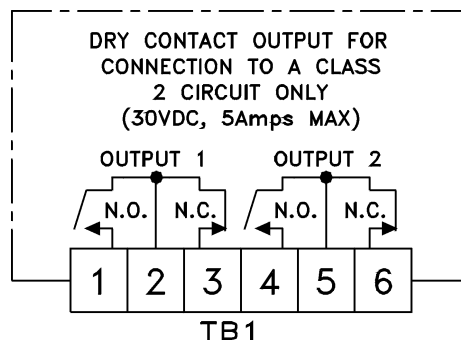 DRY CONTACT OUTPUT FOR
CONNECTION TO A CLASS
2 CIRCUIT ONLY
(30VDC, 5Amps MAX)
OUTPUT 1 OUTPUT 2
N.O. N.C. N.O. N.C.
1 2 3 4 5 6
TB1